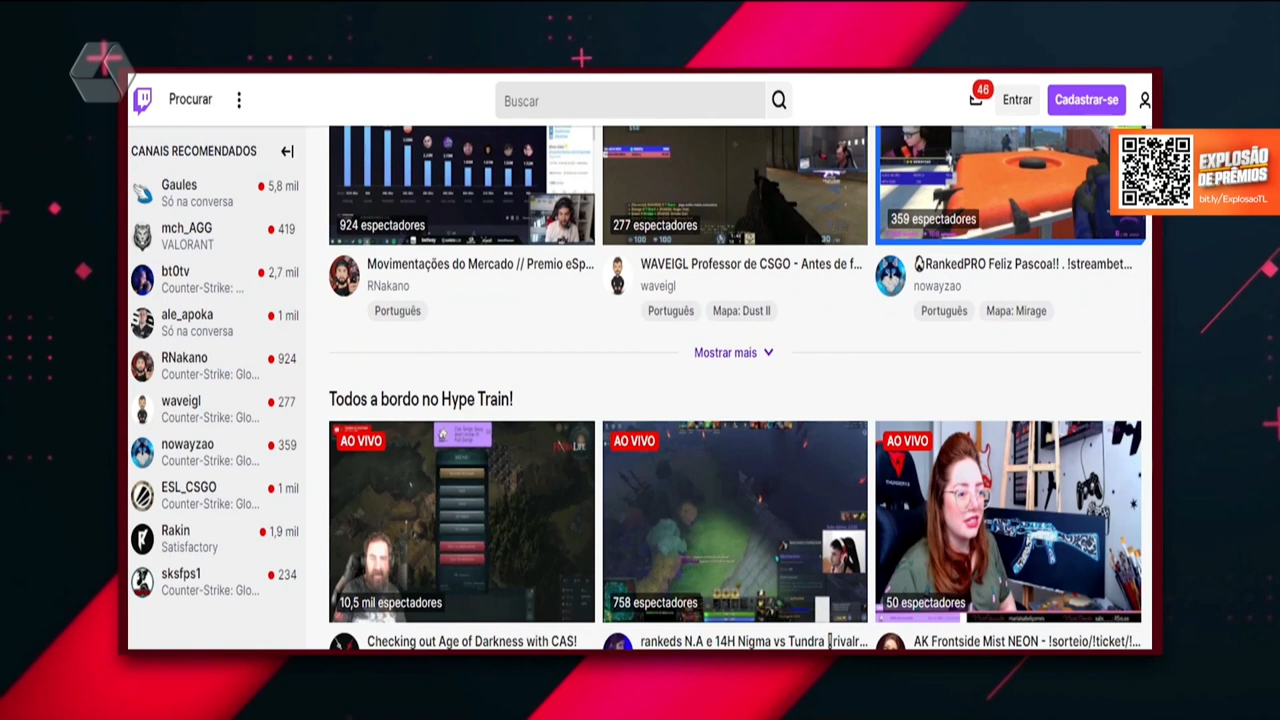 Procurar
Buscar
46
Entrar
Cadastrar-se
CANAIS RECOMENDADOS
Gaules
5,8 mil
Só na conversa
mch_AGG
419
VALORANT
bt0tv
2,7 mil
Counter-Strike: ...
ale_apoka
1 mil
Só na conversa
RNakano
924
Counter-Strike: Glo...
waveigl
277
Counter-Strike: Glo...
nowayzao
359
Counter-Strike: Glo...
ESL_CSGO
1 mil
Counter-Strike: Glo...
Rakin
1,9 mil
Satisfactory
sksfps1
234
Counter-Strike: Glo...
924 espectadores
277 espectadores
359 espectadores
Movimentações do Mercado // Premio eSp...
RNakano
Português
WAVEIGL Professor de CSGO - Antes de f...
waveigl
Português
Mapa: Dust II
RankedPRO Feliz Pascoa!! . !streambet...
nowayzao
Português
Mapa: Mirage
Mostrar mais
Todos a bordo no Hype Train!
AO VIVO
AO VIVO
AO VIVO
10,5 mil espectadores
758 espectadores
50 espectadores
Checking out Age of Darkness with CAS!
rankeds N.A e 14H Nigma vs Tundra rivalr...
AK Frontside Mist NEON - !sorteio/!ticket/!...
EXPLOSÃO
DE PRÊMIOS
bit.ly/ExplosaoTL